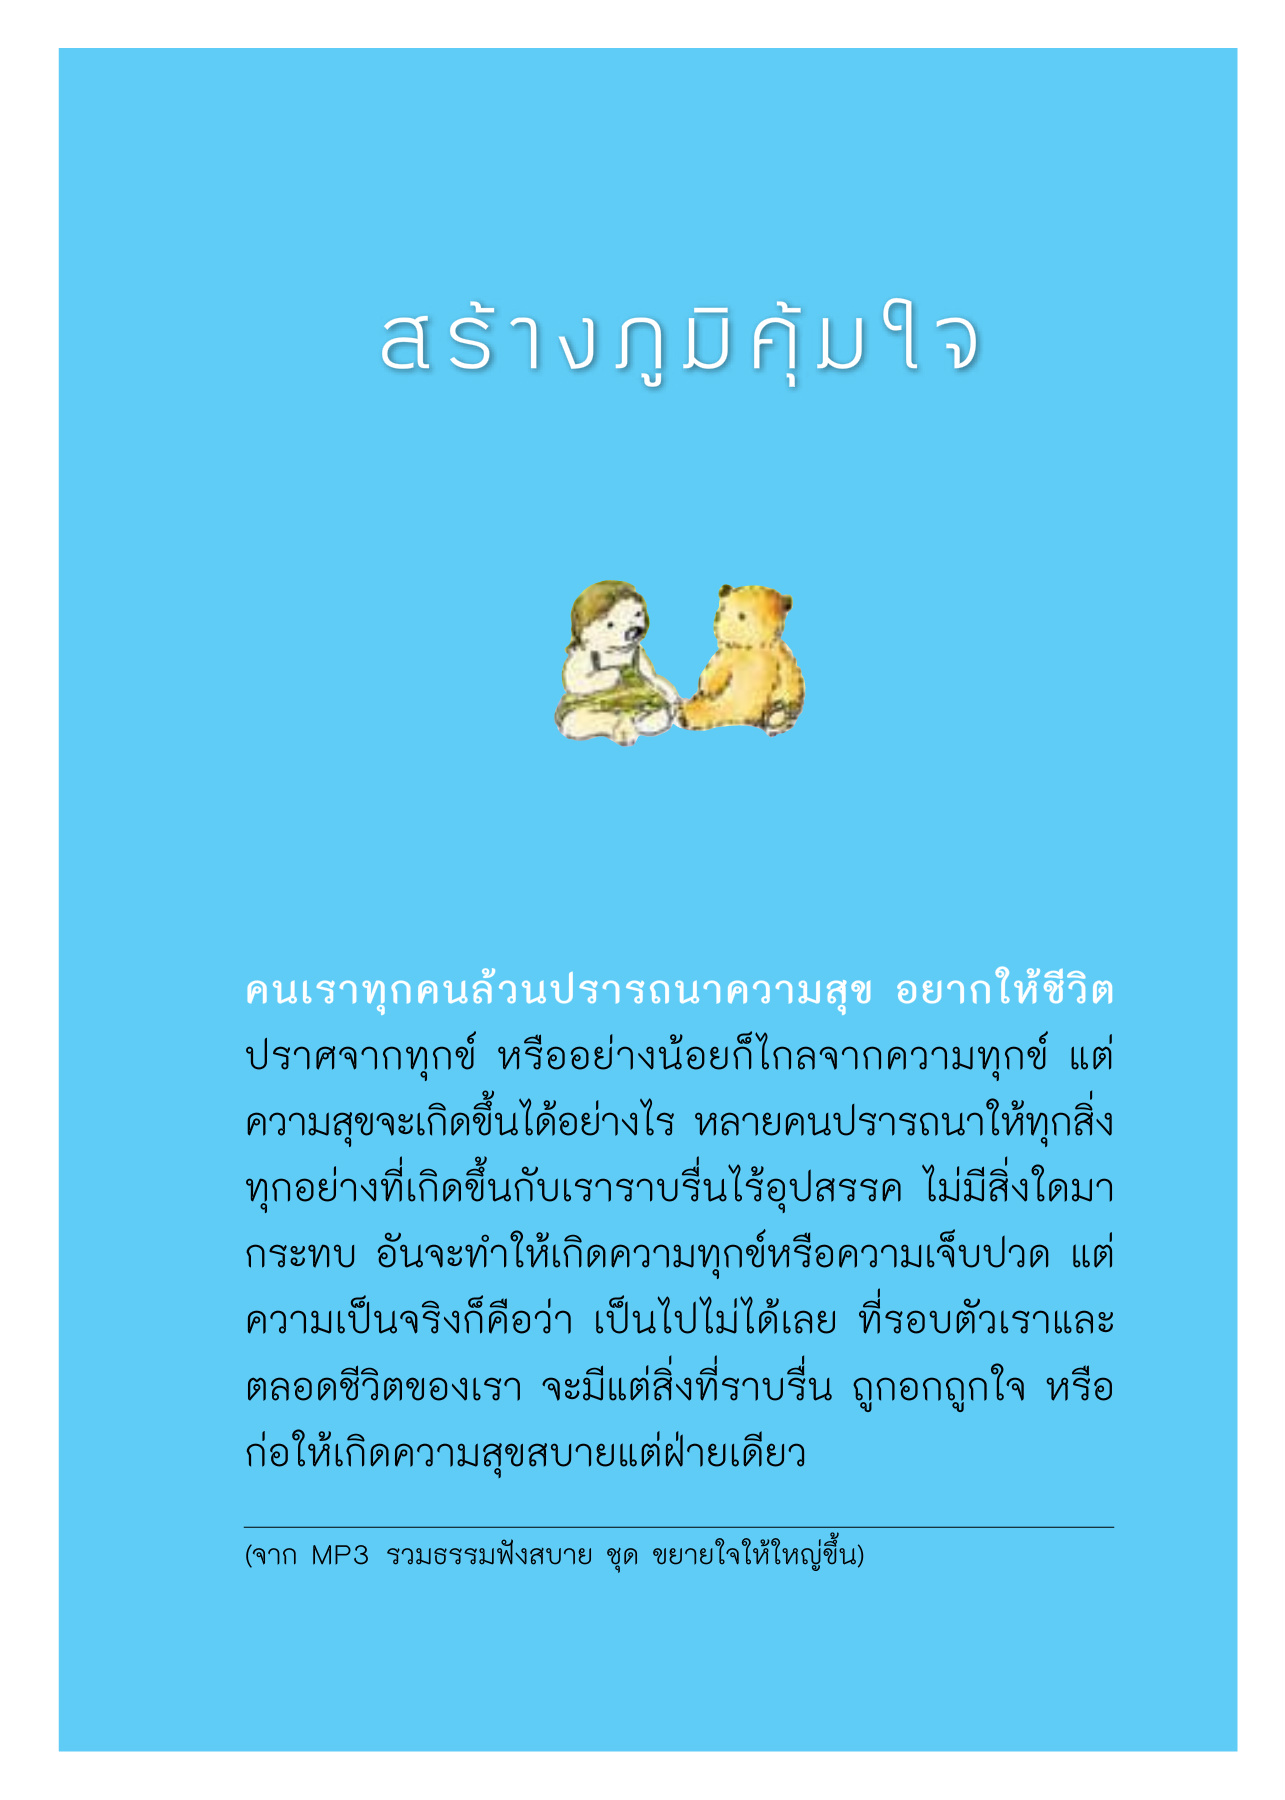 สร้างภูมิคุ้มใจ
คนเราทุกคนล้วนปรารถนาความสุข อยากให้ชีวิต
ปราศจากทุกข์ หรืออย่างน้อยก็ไกลจากความทุกข์ แต่
ความสุขจะเกิดขึ้นได้อย่างไร หลายคนปรารถนาให้ทุกสิ่ง
ทุกอย่างที่เกิดขึ้นกับเราราบรื่นไร้อุปสรรค ไม่มีสิ่งใดมา
กระทบ อันจะทำให้เกิดความทุกข์หรือความเจ็บปวด แต่
ความเป็นจริงก็คือว่า เป็นไปไม่ได้เลย ที่รอบตัวเราและ
ตลอดชีวิตของเรา จะมีแต่สิ่งที่ราบรื่น ถูกอกถูกใจ หรือ
ก่อให้เกิดความสุขสบายแต่ฝ่ายเดียว
(จาก MP3 รวมธรรมฟังสบาย ชุด ขยายใจให้ใหญ่ขึ้น)